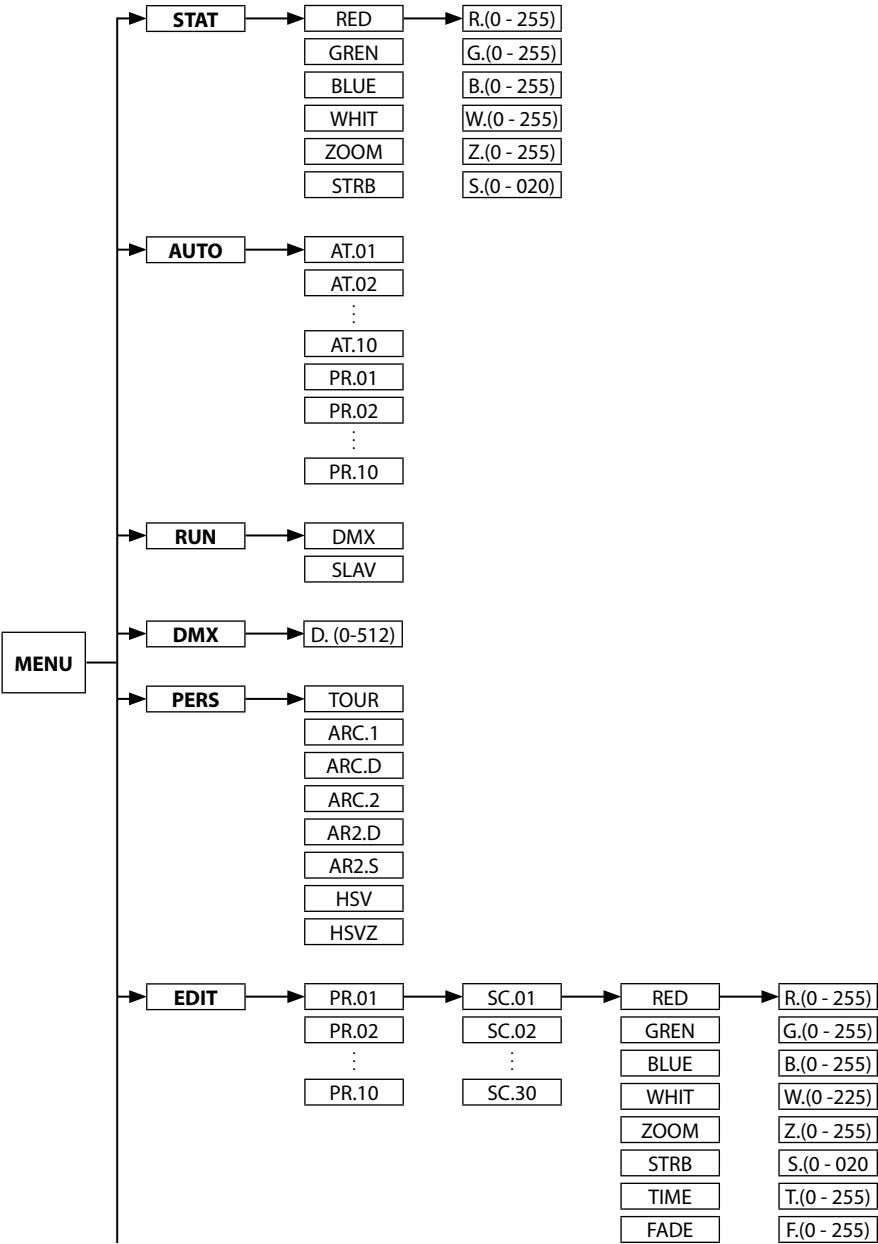 STAT RED R.(0 - 255)
GREN G.(0 - 255)
BLUE B.(0 - 255)
WHIT W.(0 - 255)
ZOOM Z.(0 - 255)
STRB S.(0 - 020)
AUTO AT.01
AT.02
AT.10
PR.01
PR.02
PR.10
RUN DMX
SLAV
DMX D. (0-512)
MENU
PERS TOUR
ARC.1
ARC.D
ARC.2
AR2.D
AR2.S
HSV
HSVZ
EDIT PR.01 SC.01 RED R.(0 - 255)
PR.02 SC.02 GREN G.(0 - 255)
BLUE B.(0 - 255)
PR.10 SC.30 WHIT W.(0 -225)
ZOOM Z.(0 - 255)
STRB S.(0 - 020
TIME T.(0 - 255)
FADE F.(0 - 255)